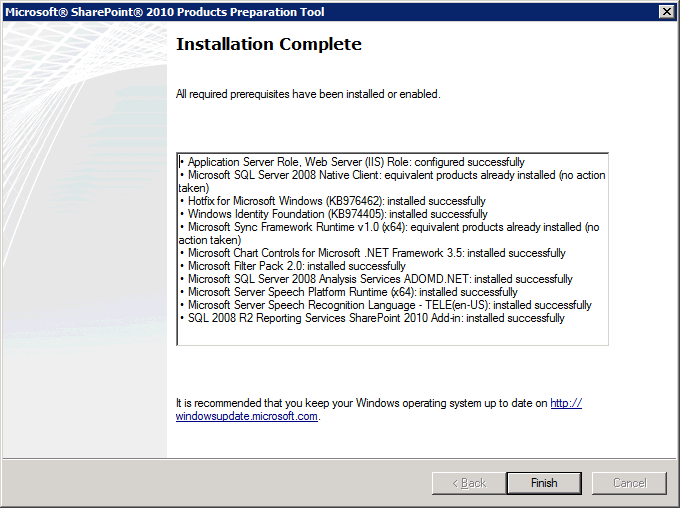 Microsoft® SharePoint® 2010 Products Preparation Tool
Installation Complete
All required prerequisites have been installed or enabled.
• Application Server Role, Web Server (IIS) Role: configured successfully
• Microsoft SQL Server 2008 Native Client: equivalent products already installed (no action
taken)
• Hotfix for Microsoft Windows (KB976462): installed successfully
• Windows Identity Foundation (KB974405): installed successfully
• Microsoft Sync Framework Runtime v1.0 (x64): equivalent products already installed (no
action taken)
• Microsoft Chart Controls for Microsoft .NET Framework 3.5: installed successfully
• Microsoft Filter Pack 2.0: installed successfully
• Microsoft SQL Server 2008 Analysis Services ADOMD.NET: installed successfully
• Microsoft Server Speech Platform Runtime (x64): installed successfully
• Microsoft Server Speech Recognition Language - TELE(en-US): installed successfully
• SQL 2008 R2 Reporting Services SharePoint 2010 Add-in: installed successfully
It is recommended that you keep your Windows operating system up to date on http://
windowsupdate.microsoft.com.
< Back Finish Cancel